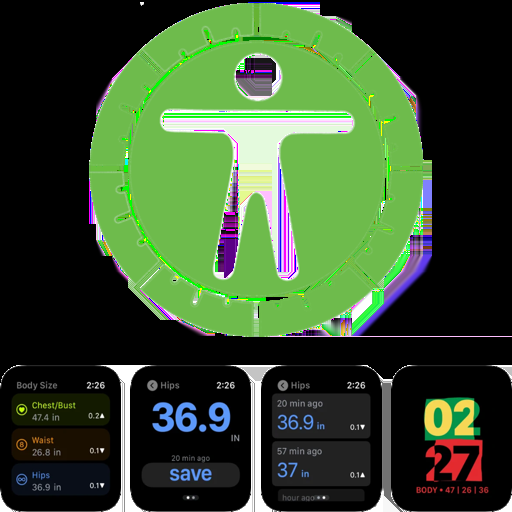 Body Size 2:26
Chest/Bust
47.4 in 0.2▲
Waist
26.8 in 0.1▼
Hips
36.9 in 0.1▼
Hips 2:26
36.9
IN
20 min ago
save
Hips 2:26
20 min ago
36.9 in 0.1▼
57 min ago
37 in 0.1▲
hour ago
02
27
BODY • 47 | 26 | 36